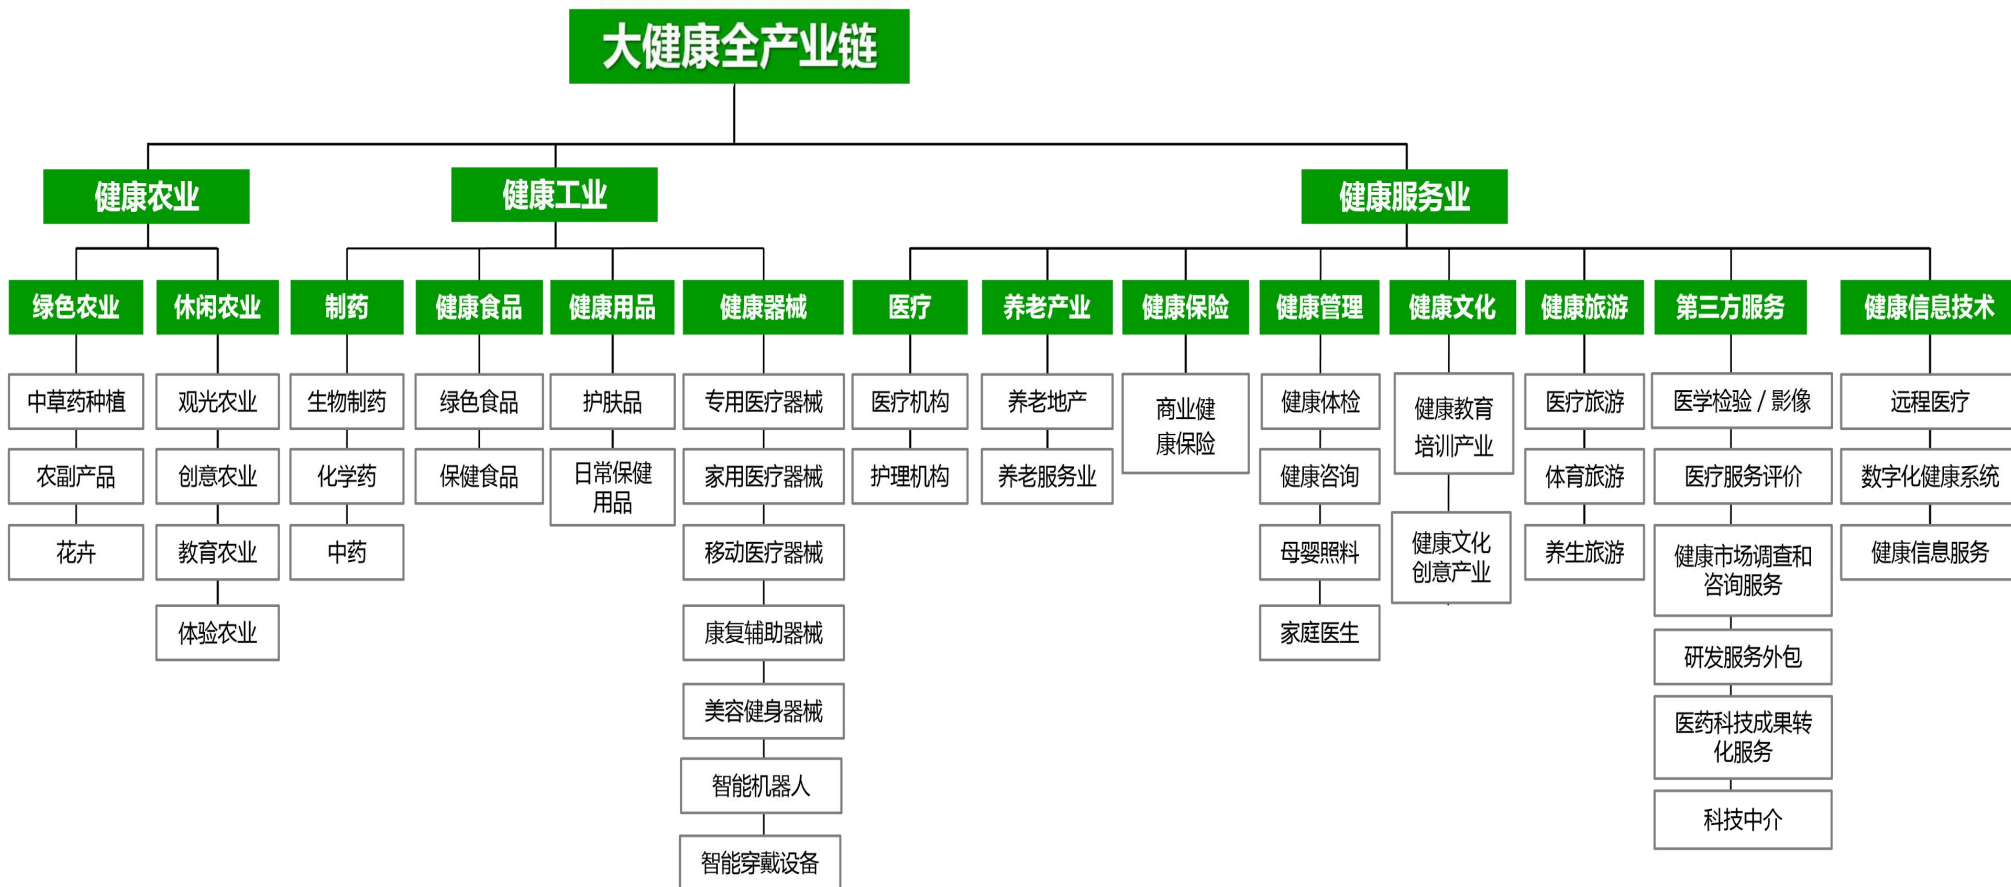 大健康全产业链
健康农业
健康工业
健康服务业
绿色农业
休闲农业
制药
健康食品
健康用品
健康器械
医疗
养老产业
健康保险
健康管理
健康文化
健康旅游
第三方服务
健康信息技术
中草药种植
农副产品
花卉
观光农业
创意农业
教育农业
体验农业
生物制药
化学药
中药
绿色食品
保健食品
护肤品
日常保健
用品
专用医疗器械
家用医疗器械
移动医疗器械
康复辅助器械
美容健身器械
智能机器人
智能穿戴设备
医疗机构
护理机构
养老地产
养老服务业
商业健
康保险
健康体检
健康咨询
母婴照料
家庭医生
健康教育
培训产业
健康文化
创意产业
医疗旅游
体育旅游
养生旅游
医学检验 / 影像
医疗服务评价
健康市场调查和
咨询服务
研发服务外包
医药科技成果转
化服务
科技中介
远程医疗
数字化健康系统
健康信息服务